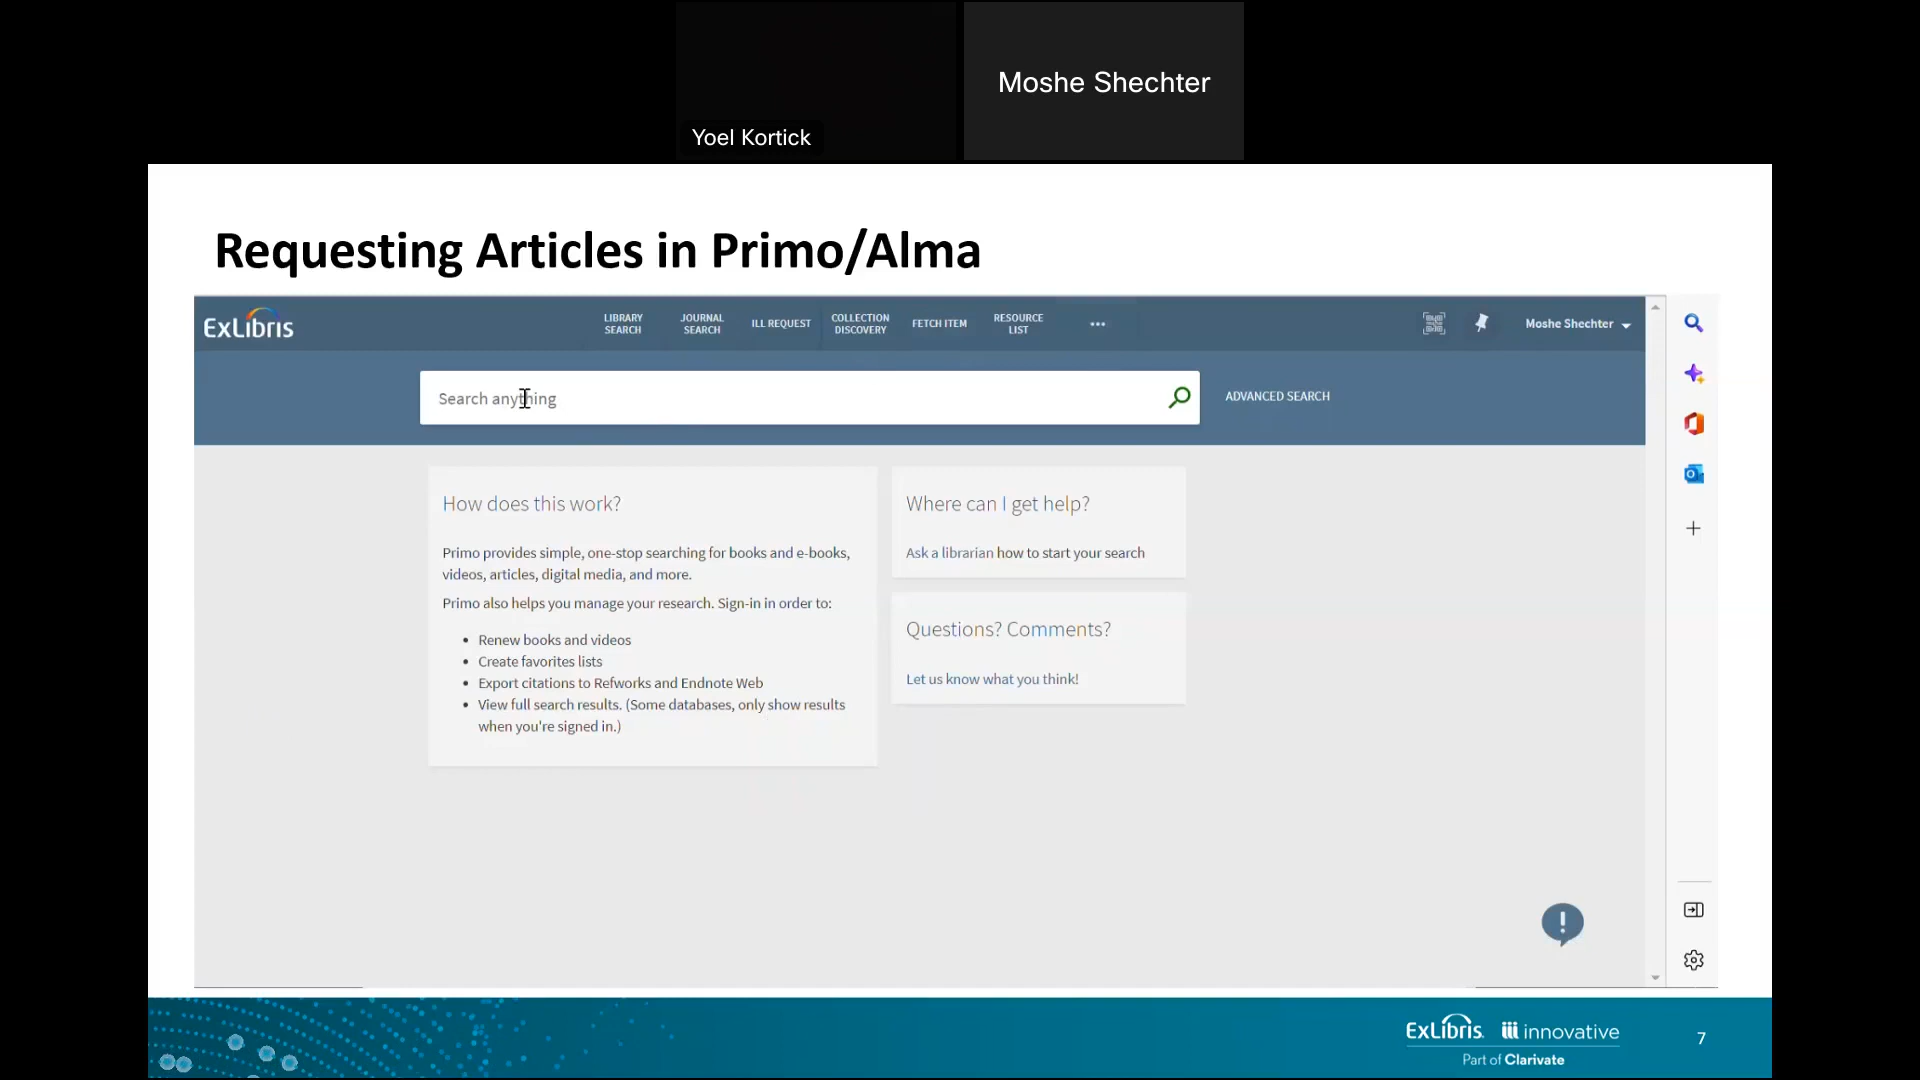 Moshe Shechter
Yoel Kortick
Requesting Articles in Primo/Alma
ExLibris
LIBRARY
SEARCH
JOURNAL
SEARCH
ILL REQUEST
COLLECTION
DISCOVERY
FETCH ITEM
RESOURCE
LIST
Moshe Shechter
Search anything
ADVANCED SEARCH
How does this work?
Primo provides simple, one-stop searching for books and e-books,
videos, articles, digital media, and more.
Primo also helps you manage your research. Sign-in in order to:
• Renew books and videos
• Create favorites lists
• Export citations to Refworks and Endnote Web
• View full search results. (Some databases, only show results
when you're signed in.)
Where can I get help?
Ask a librarian how to start your search
Questions? Comments?
Let us know what you think!
ExLibris innovative
Part of Clarivate
7